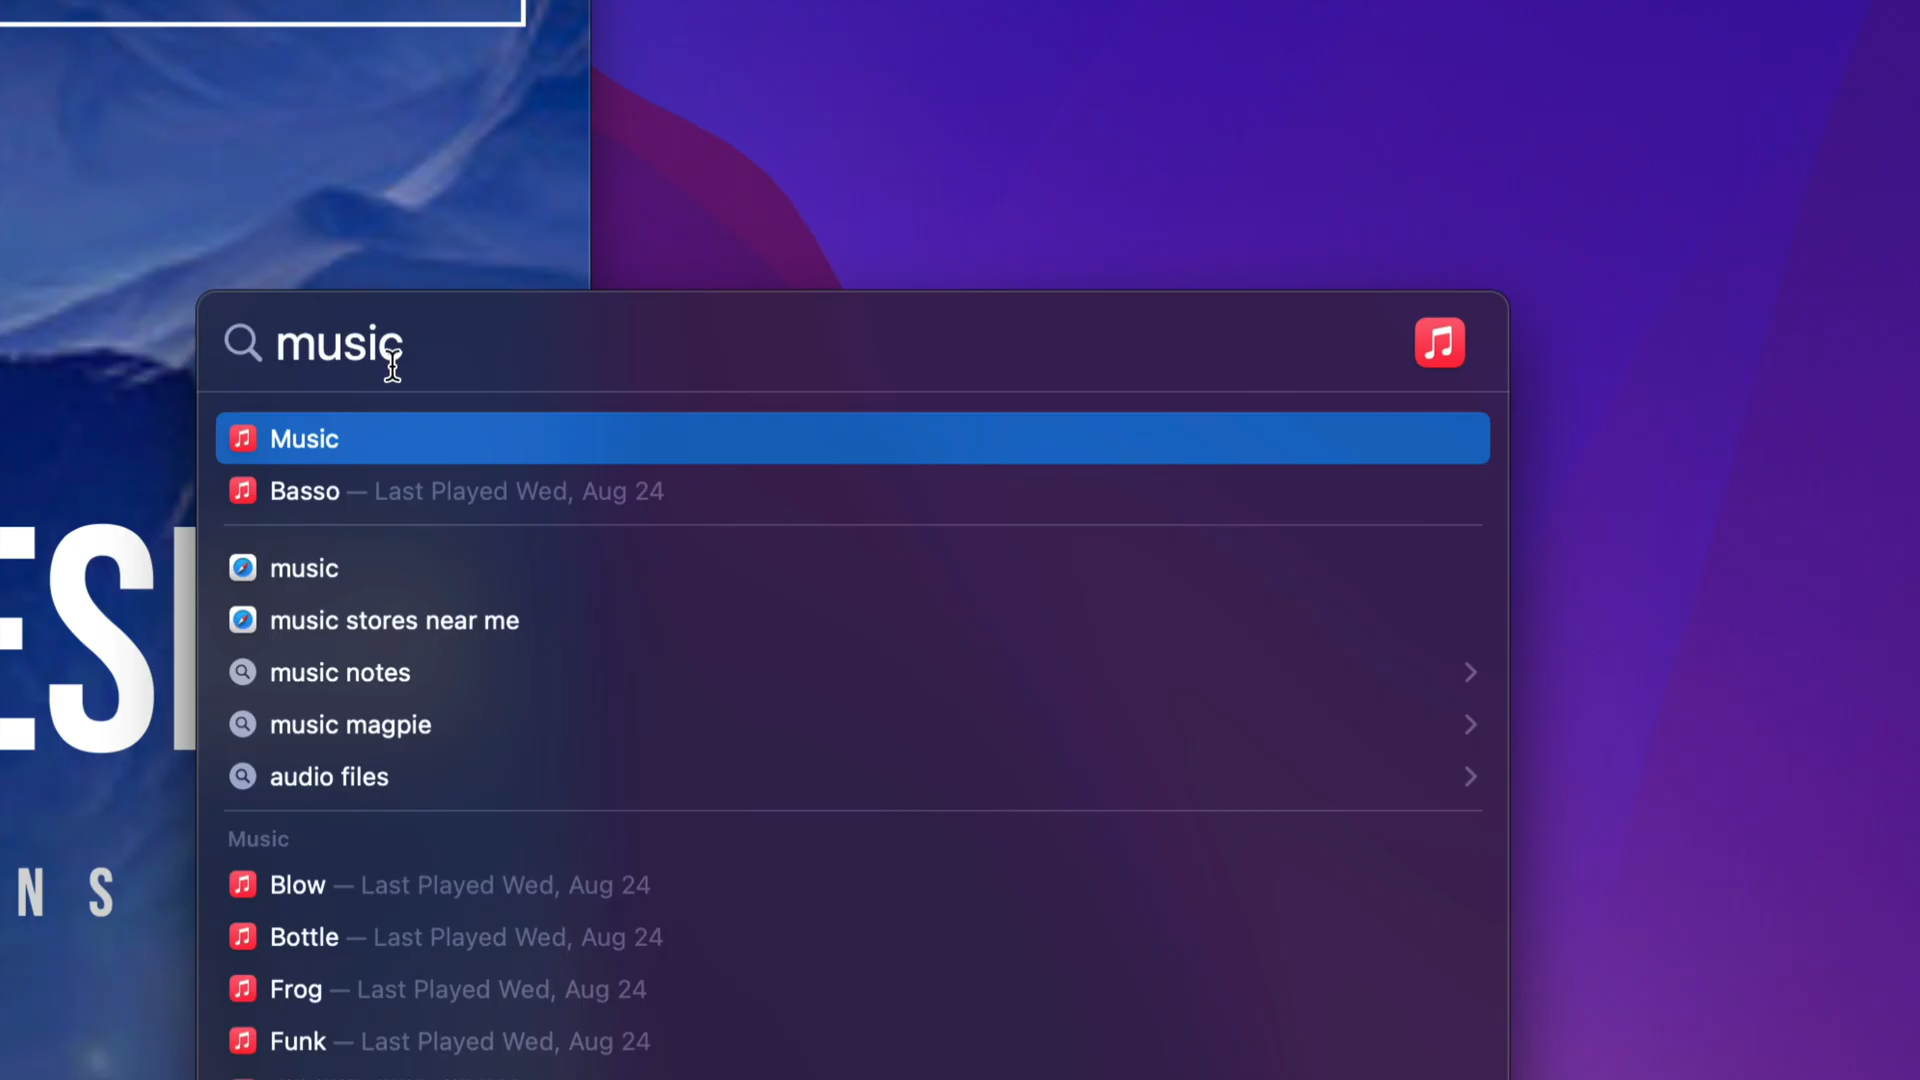 music
Music
Basso — Last Played Wed, Aug 24
music
music stores near me
music notes
music magpie
audio files
Music
Blow — Last Played Wed, Aug 24
Bottle — Last Played Wed, Aug 24
Frog — Last Played Wed, Aug 24
Funk — Last Played Wed, Aug 24
ES
N S